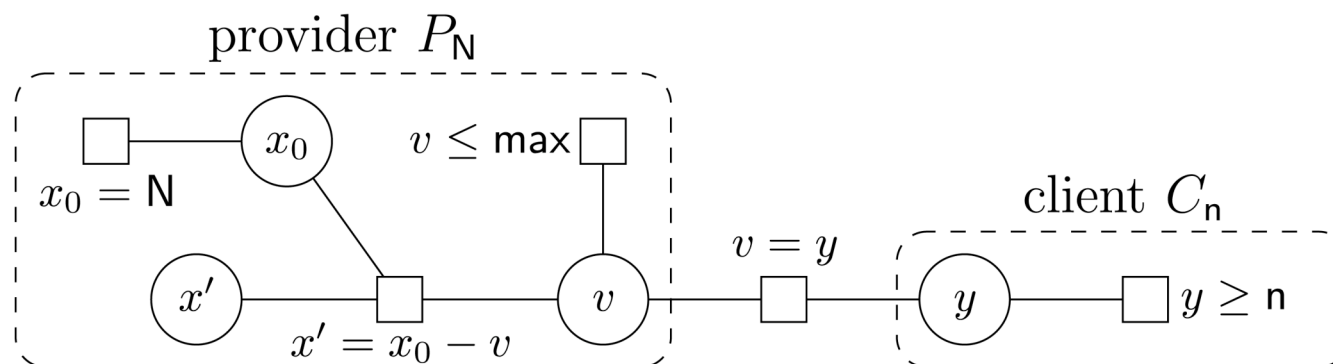 provider P_N
x_0
v ≤ max
x_0 = N
client C_n
v = y
x'
v
y
y ≥ n
x' = x_0 − v